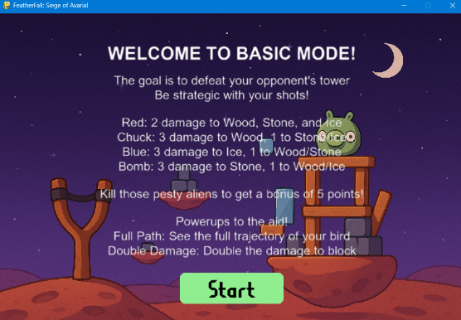 FeatherFall: Siege of Avarial
WELCOME TO BASIC MODE!
The goal is to defeat your opponent's tower
Be strategic with your shots!
Red: 2 damage to Wood, Stone, and Ice
Chuck: 3 damage to Wood, 1 to Stone/Ice
Blue: 3 damage to Ice, 1 to Wood/Stone
Bomb: 3 damage to Stone, 1 to Wood/Ice
Kill those pesty aliens to get a bonus of 5 points!
Powerups to the aid!
Full Path: See the full trajectory of your bird
Double Damage: Double the damage to block
Start